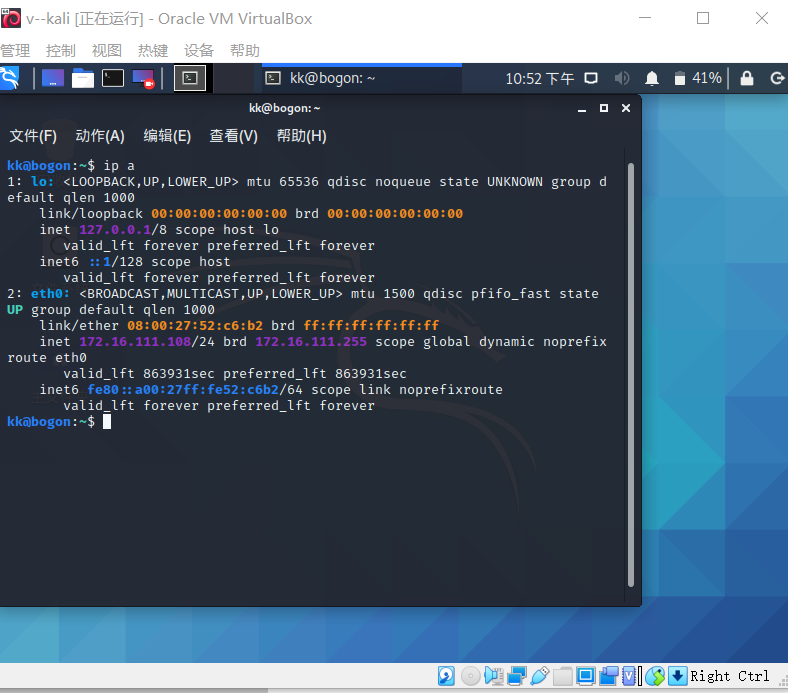 v--kali [正在运行] - Oracle VM VirtualBox
管理 控制 视图 热键 设备 帮助
kk@bogon: ~ 10:52 下午 41%
kk@bogon: ~
文件(F) 动作(A) 编辑(E) 查看(V) 帮助(H)
kk@bogon:~$ ip a
1: lo: <LOOPBACK,UP,LOWER_UP> mtu 65536 qdisc noqueue state UNKNOWN group d
efault qlen 1000
link/loopback 00:00:00:00:00:00 brd 00:00:00:00:00:00
inet 127.0.0.1/8 scope host lo
valid_lft forever preferred_lft forever
inet6 ::1/128 scope host
valid_lft forever preferred_lft forever
2: eth0: <BROADCAST,MULTICAST,UP,LOWER_UP> mtu 1500 qdisc pfifo_fast state
UP group default qlen 1000
link/ether 08:00:27:52:c6:b2 brd ff:ff:ff:ff:ff:ff
inet 172.16.111.108/24 brd 172.16.111.255 scope global dynamic noprefix
route eth0
valid_lft 863931sec preferred_lft 863931sec
inet6 fe80::a00:27ff:fe52:c6b2/64 scope link noprefixroute
valid_lft forever preferred_lft forever
kk@bogon:~$
Right Ctrl